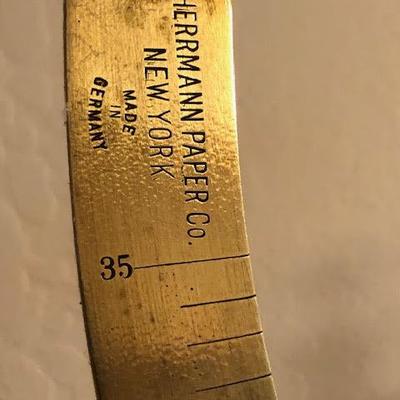 HERRMANN PAPER CO.
NEW YORK
MADE
IN
GERMANY
35